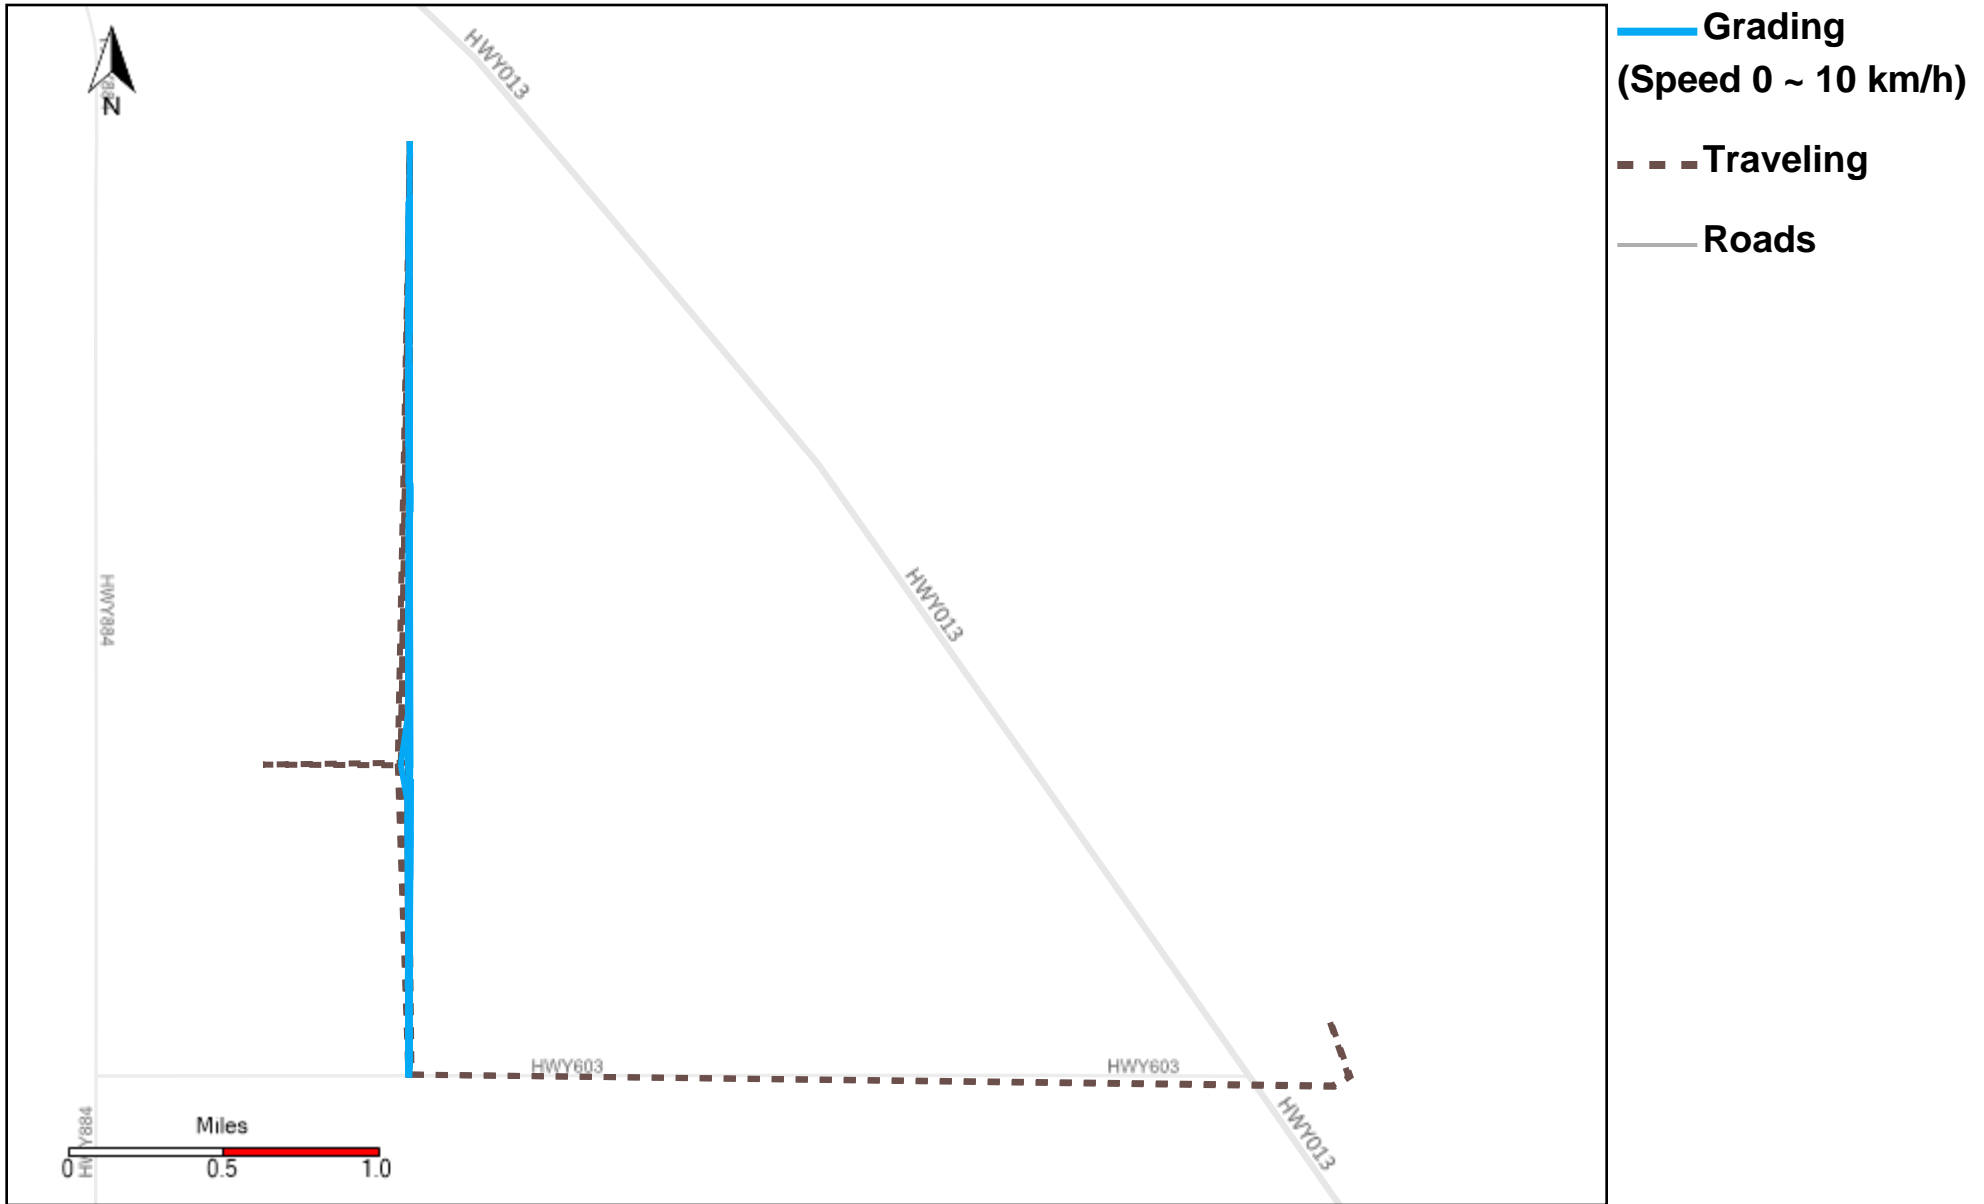 Grading
(Speed 0 ~ 10 km/h)
Traveling
Roads
N
HWY013
HWY013
HWY884
HWY603
HWY603
HWY013
Miles
0
0.5
1.0